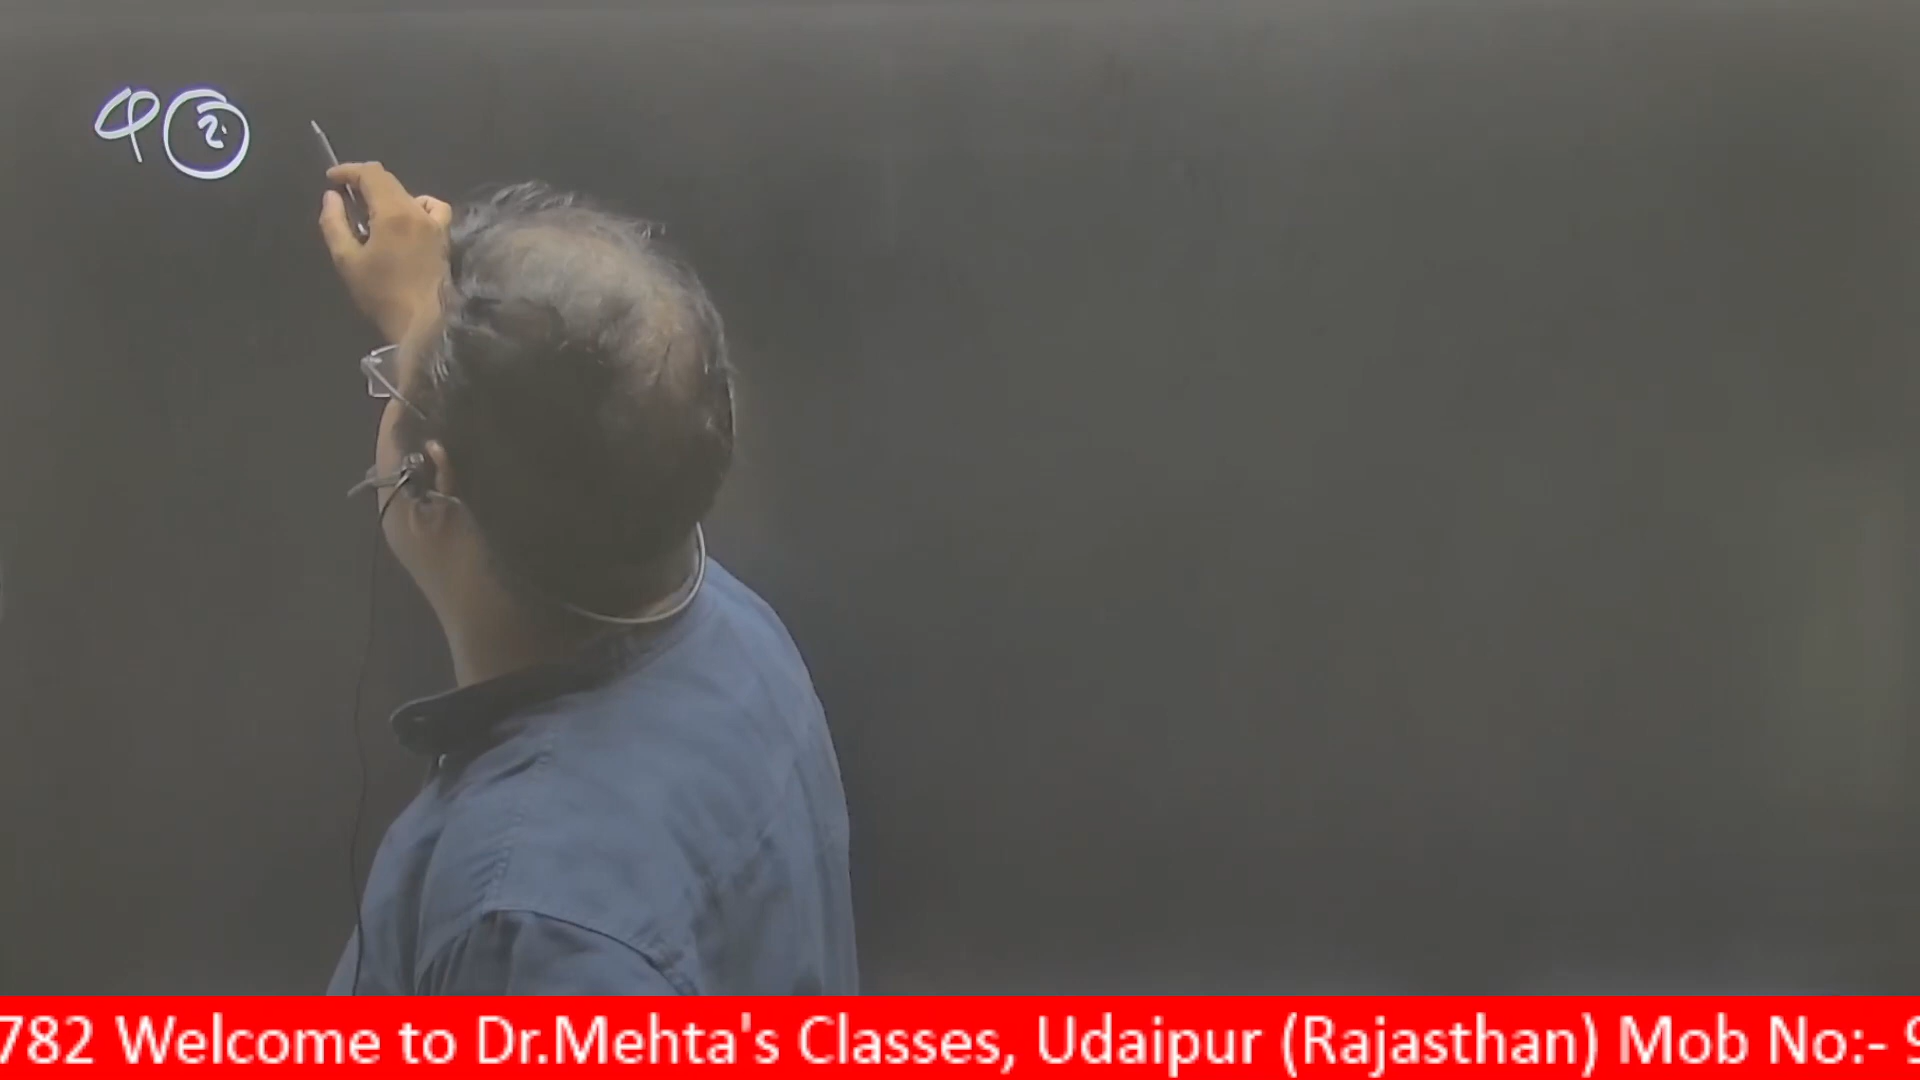 Q 2.
782 Welcome to Dr.Mehta's Classes, Udaipur (Rajasthan) Mob No:- 9